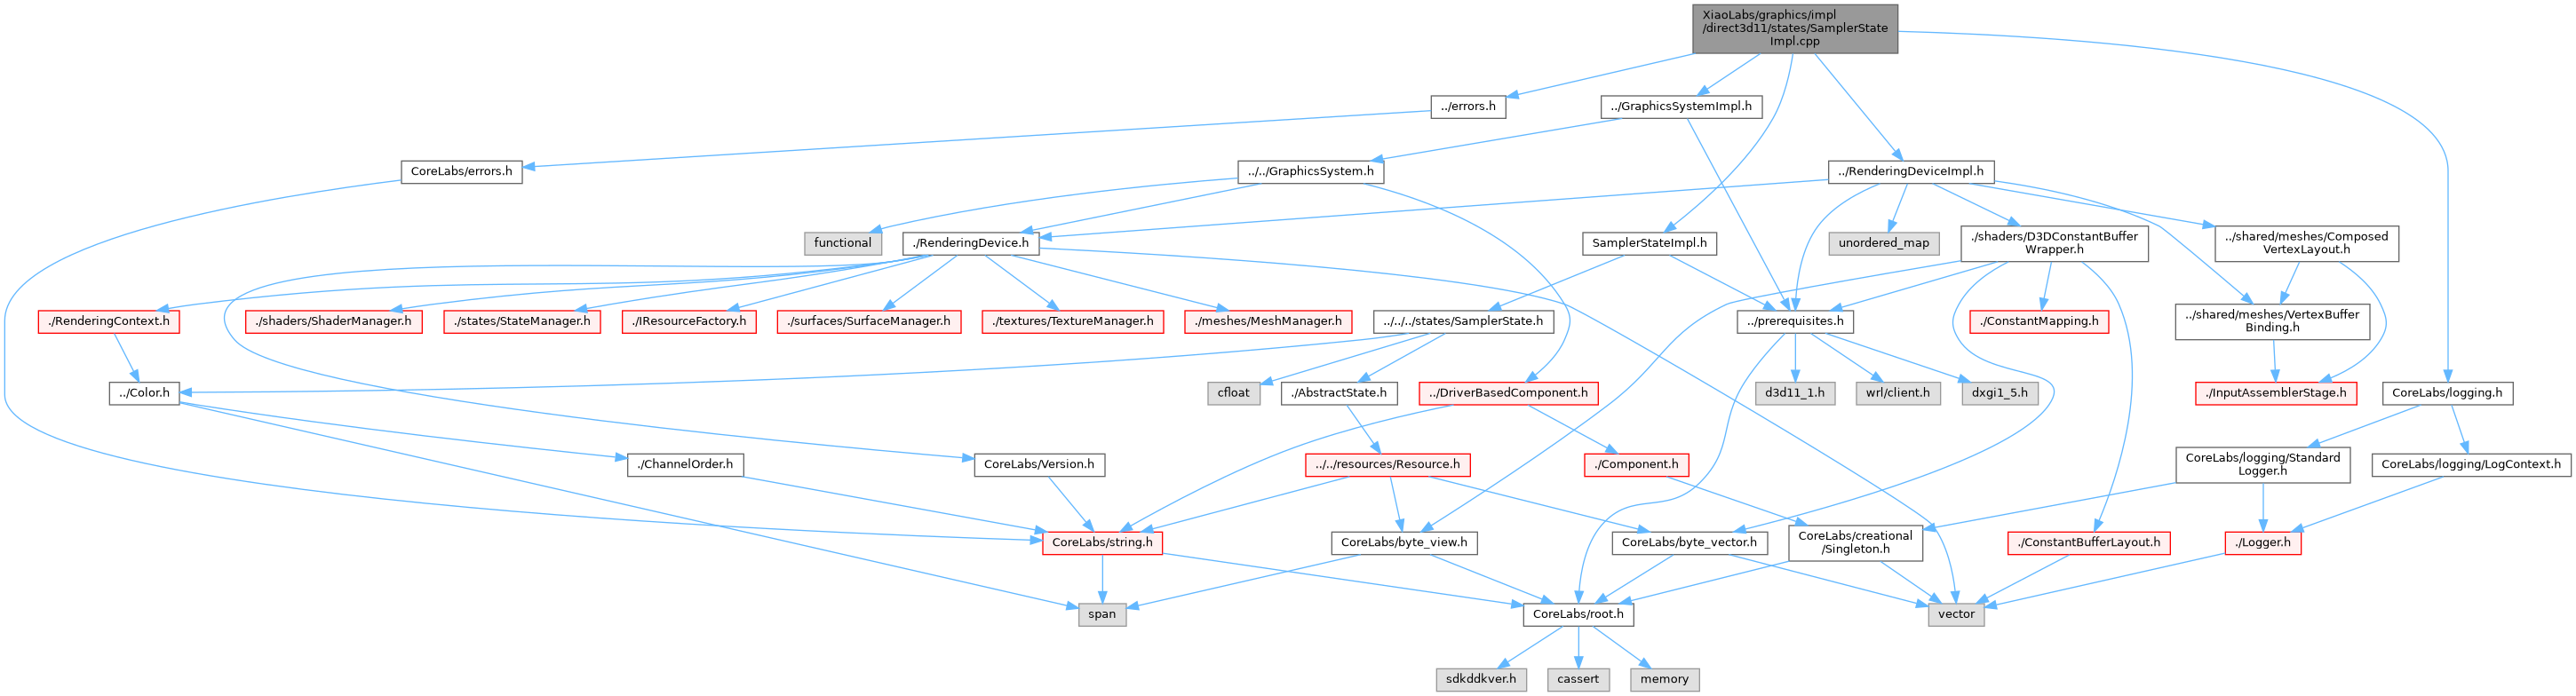 XiaoLabs/graphics/impl
/direct3d11/states/SamplerState
Impl.cpp
../errors.h
../GraphicsSystemImpl.h
CoreLabs/errors.h
../../GraphicsSystem.h
../RenderingDeviceImpl.h
functional
./RenderingDevice.h
SamplerStateImpl.h
unordered_map
./shaders/D3DConstantBuffer
Wrapper.h
../shared/meshes/Composed
VertexLayout.h
./RenderingContext.h
./shaders/ShaderManager.h
./states/StateManager.h
./IResourceFactory.h
./surfaces/SurfaceManager.h
./textures/TextureManager.h
./meshes/MeshManager.h
../../../states/SamplerState.h
../prerequisites.h
./ConstantMapping.h
../shared/meshes/VertexBuffer
Binding.h
../Color.h
cfloat
./AbstractState.h
../DriverBasedComponent.h
d3d11_1.h
wrl/client.h
dxgi1_5.h
./InputAssemblerStage.h
CoreLabs/logging.h
./ChannelOrder.h
CoreLabs/Version.h
../../resources/Resource.h
./Component.h
CoreLabs/logging/Standard
Logger.h
CoreLabs/logging/LogContext.h
CoreLabs/string.h
CoreLabs/byte_view.h
CoreLabs/byte_vector.h
CoreLabs/creational
/Singleton.h
./ConstantBufferLayout.h
./Logger.h
span
CoreLabs/root.h
vector
sdkddkver.h
cassert
memory